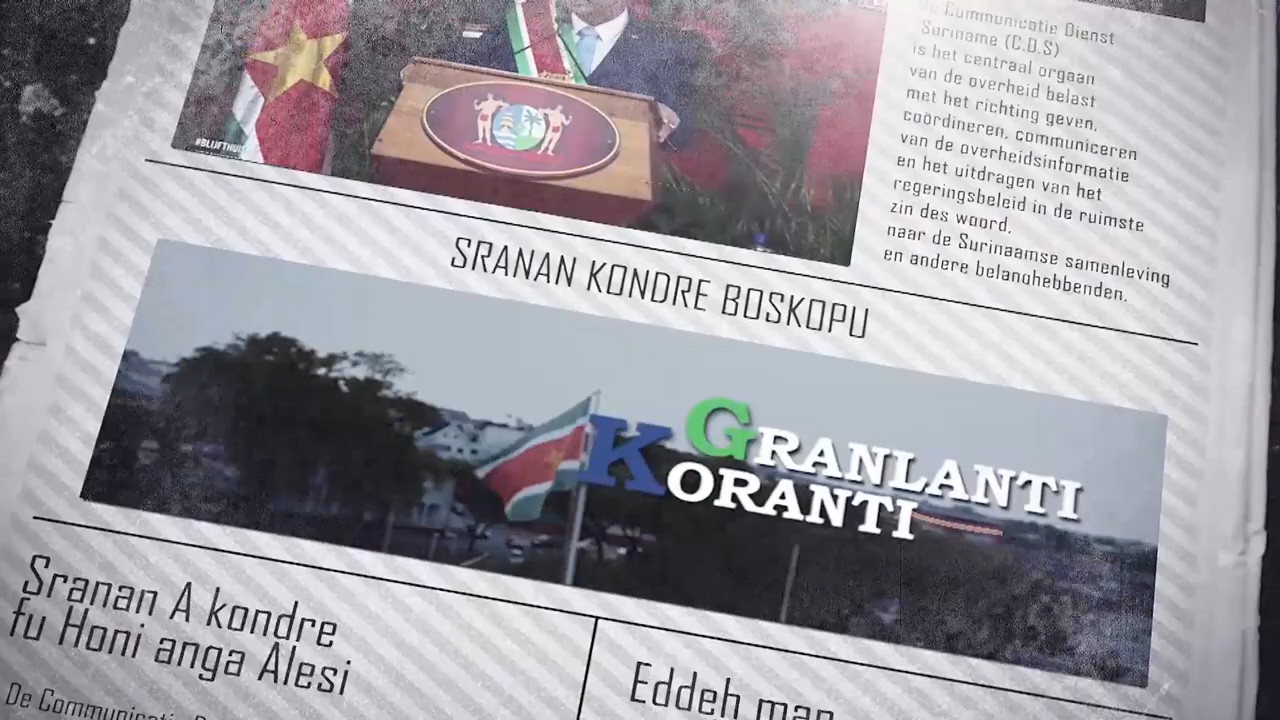 #BLIJFTHUIS
de Communicatie Dienst
Suriname (C.D.S)
is het centraal orgaan
van de overheid belast
met het richting geven,
coördineren, communiceren
van de overheidsinformatie
en het uitdragen van het
regeringsbeleid in de ruimste
zin des woord.
naar de Surinaamse samenleving
en andere belanghebbenden.
SRANAN KONDRE BOSKOPU
GRANLANTI
KORANTI
Sranan A kondre
fu Honi anga Alesi
De
Eddeh man